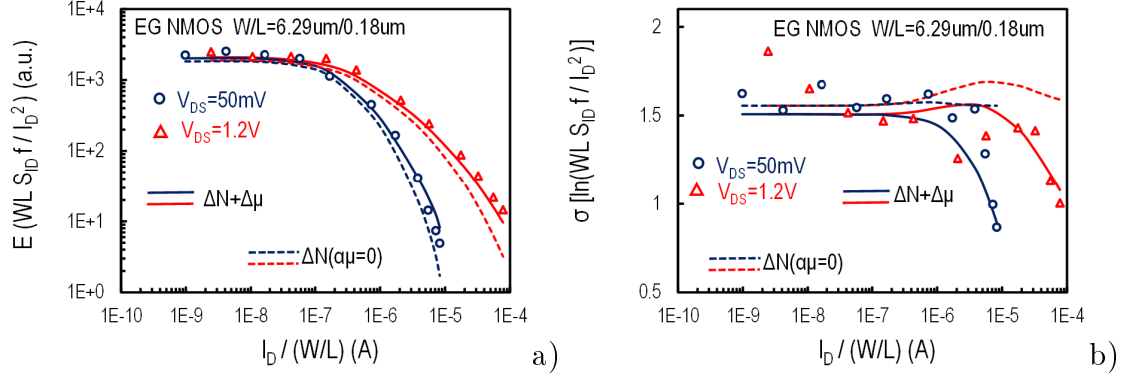 EG NMOS W/L=6.29um/0.18um
E (WL S_ID f / I_D²) (a.u.)
1E+4
1E+3
1E+2
1E+1
1E+0
V_DS=50mV
V_DS=1.2V
ΔN+Δμ
ΔN(αμ=0)
1E-10 1E-9 1E-8 1E-7 1E-6 1E-5 1E-4
I_D / (W/L) (A)
a)
EG NMOS W/L=6.29um/0.18um
σ [ln(WL S_ID f / I_D²)]
2
1.5
1
0.5
V_DS=50mV
V_DS=1.2V
ΔN+Δμ
ΔN(αμ=0)
1E-10 1E-9 1E-8 1E-7 1E-6 1E-5 1E-4
I_D / (W/L) (A)
b)